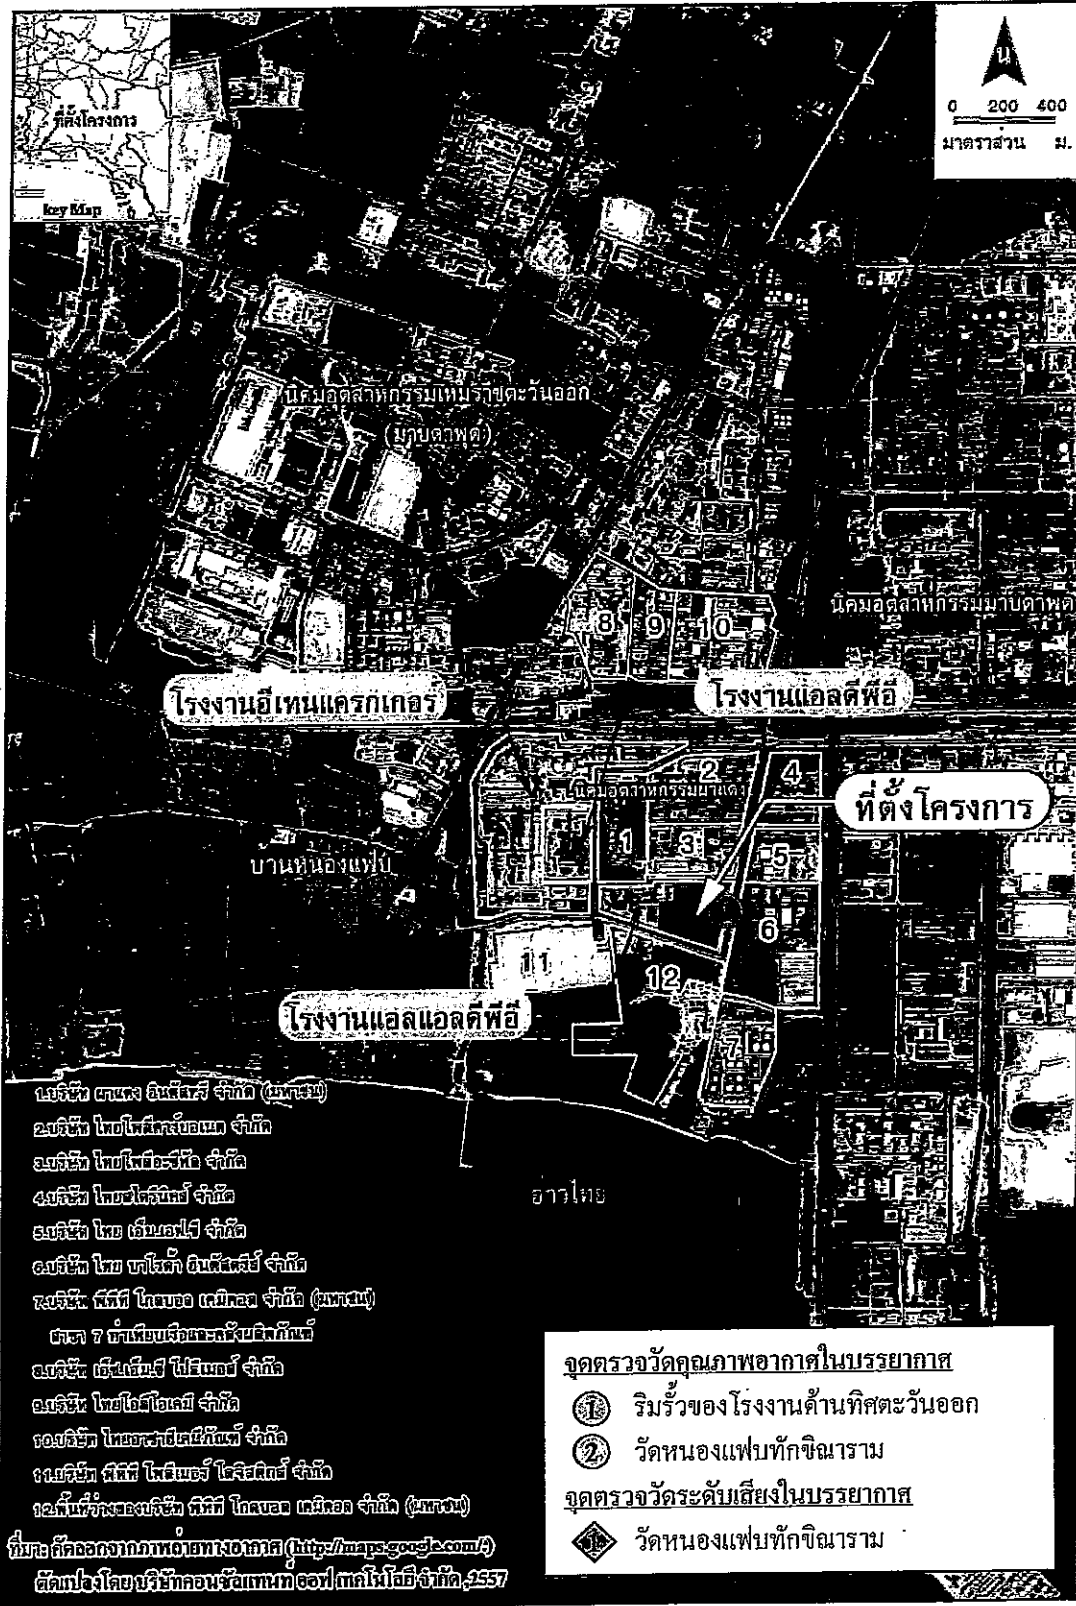 ที่ตั้งโครงการ
Key Map
น
0 200 400
มาตราส่วน ม.
นิคมอุตสาหกรรมเหมราชตะวันออก
(มาบตาพุด)
นิคมอุตสาหกรรมมาบตาพุด
8
9
10
โรงงานอีเทนแครกเกอร์
โรงงานแอลดีพีอี
2
4
นิคมอุตสาหกรรมผาแดง
ที่ตั้งโครงการ
1
3
5
บ้านหนองแฟบ
6
11
12
โรงงานแอลแอลดีพีอี
7
1.บริษัท ผาแดง อินดัสทรี จำกัด (มหาชน)
2.บริษัท ไทยโพลีคาร์บอเนต จำกัด
3.บริษัท ไทยโพลีอะซีทัล จำกัด
4.บริษัท ไทยสไตรีนิคส์ จำกัด
5.บริษัท ไทย เอ็มเอฟซี จำกัด
6.บริษัท ไทย บาโรด้า อินดัสตรีส์ จำกัด
7.บริษัท พีทีที โกลบอล เคมิคอล จำกัด (มหาชน)
สาขา 7 ท่าเทียบเรือและคลังผลิตภัณฑ์
8.บริษัท เอ็ช.เอ็ม.ซี โปลีเมอส์ จำกัด
9.บริษัท ไทยโอลีโอเคมี จำกัด
10.บริษัท ไทยอาซาฮีเคมีภัณฑ์ จำกัด
11.บริษัท พีทีที โพลีเมอร์ โลจิสติกส์ จำกัด
12.พื้นที่ว่างของบริษัท พีทีที โกลบอล เคมิคอล จำกัด (มหาชน)
อ่าวไทย
จุดตรวจวัดคุณภาพอากาศในบรรยากาศ
1 ริมรั้วของโรงงานด้านทิศตะวันออก
2 วัดหนองแฟบทักขิณาราม
จุดตรวจวัดระดับเสียงในบรรยากาศ
วัดหนองแฟบทักขิณาราม
ที่มา: คัดลอกจากภาพถ่ายทางอากาศ (http://maps.google.com/)
ดัดแปลงโดย บริษัทคอนซัลแทนท์ ออฟ เทคโนโลยี จำกัด, 2557